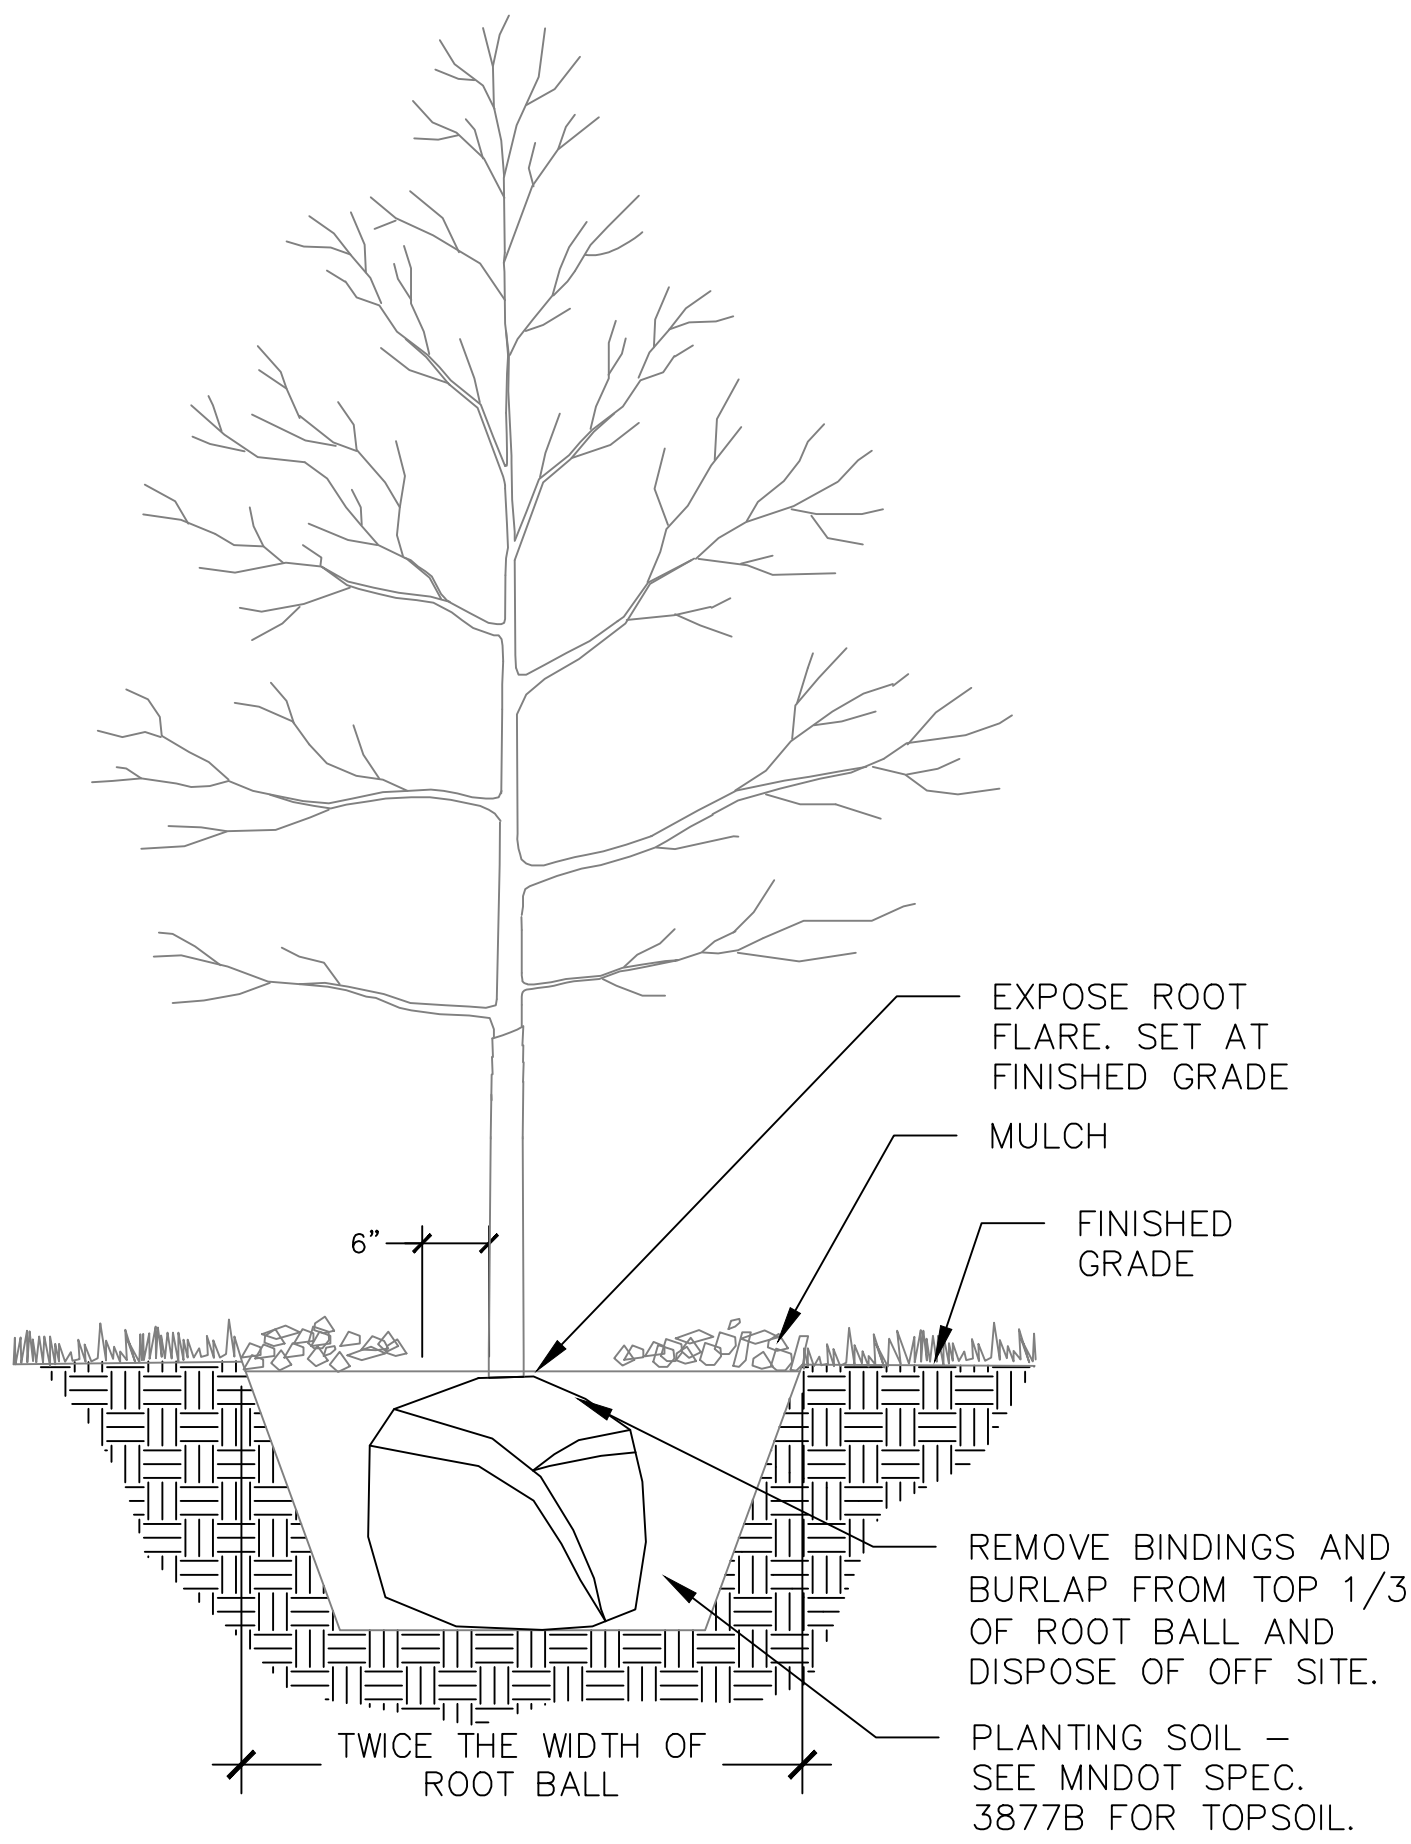 EXPOSE ROOT
FLARE. SET AT
FINISHED GRADE
MULCH
FINISHED
GRADE
6"
REMOVE BINDINGS AND
BURLAP FROM TOP 1/3
OF ROOT BALL AND
DISPOSE OF OFF SITE.
PLANTING SOIL –
SEE MNDOT SPEC.
3877B FOR TOPSOIL.
TWICE THE WIDTH OF
ROOT BALL